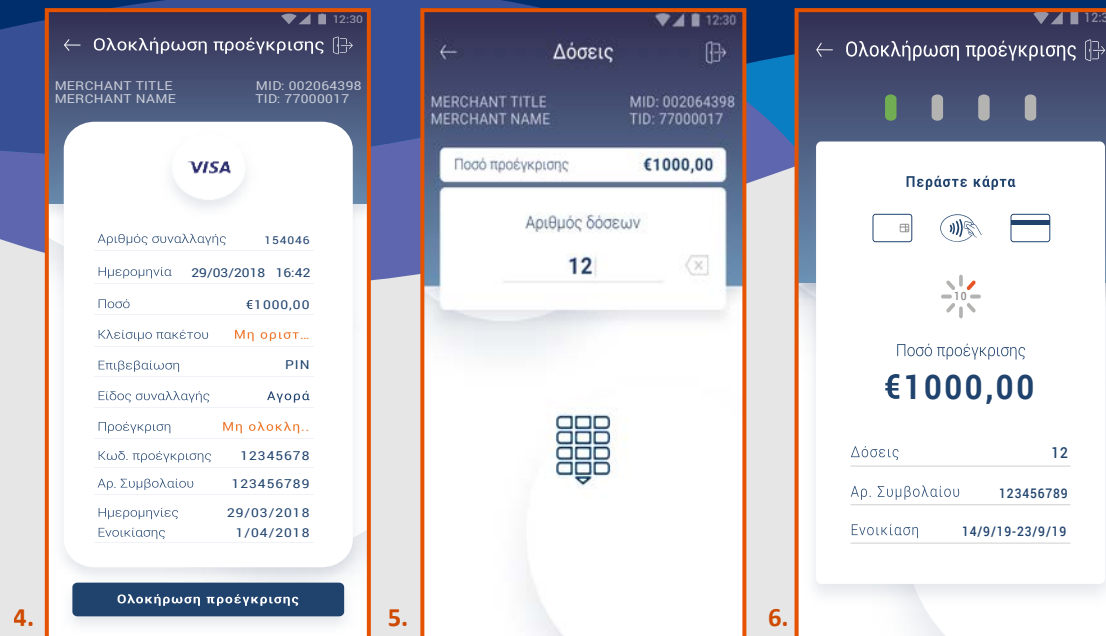 12:30
Ολοκλήρωση προέγκρισης
MERCHANT TITLE MID: 002064398
MERCHANT NAME TID: 77000017
VISA
Αριθμός συναλλαγής 154046
Ημερομηνία 29/03/2018 16:42
Ποσό €1000,00
Κλείσιμο πακέτου Μη οριστ...
Επιβεβαίωση PIN
Είδος συναλλαγής Αγορά
Προέγκριση Μη ολοκλη..
Κωδ. προέγκρισης 12345678
Αρ. Συμβολαίου 123456789
Ημερομηνίες 29/03/2018
Ενοικίασης 1/04/2018
Ολοκήρωση προέγκρισης
4.
12:30
Δόσεις
MERCHANT TITLE MID: 002064398
MERCHANT NAME TID: 77000017
Ποσό προέγκρισης €1000,00
Αριθμός δόσεων
12
5.
12:3
Ολοκλήρωση προέγκρισης
Περάστε κάρτα
10
Ποσό προέγκρισης
€1000,00
Δόσεις 12
Αρ. Συμβολαίου 123456789
Ενοικίαση 14/9/19-23/9/19
6.